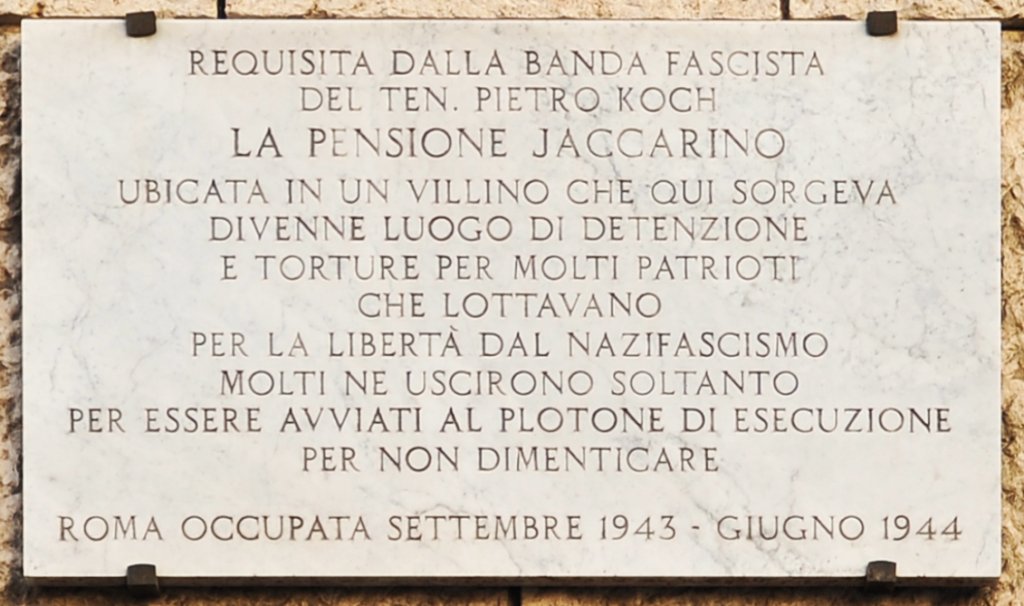 REQUISITA DALLA BANDA FASCISTA
DEL TEN. PIETRO KOCH
LA PENSIONE JACCARINO
UBICATA IN UN VILLINO CHE QUI SORGEVA
DIVENNE LUOGO DI DETENZIONE
E TORTURE PER MOLTI PATRIOTI
CHE LOTTAVANO
PER LA LIBERTÀ DAL NAZIFASCISMO
MOLTI NE USCIRONO SOLTANTO
PER ESSERE AVVIATI AL PLOTONE DI ESECUZIONE
PER NON DIMENTICARE
ROMA OCCUPATA SETTEMBRE 1943 - GIUGNO 1944